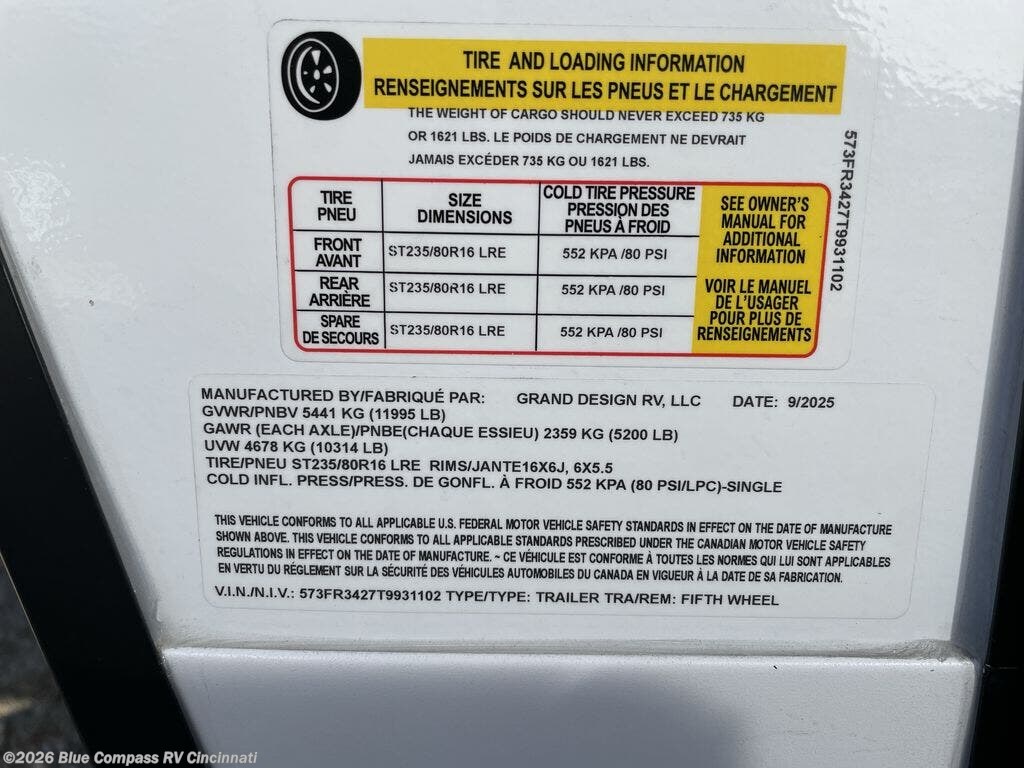 TIRE AND LOADING INFORMATION
RENSEIGNEMENTS SUR LES PNEUS ET LE CHARGEMENT
THE WEIGHT OF CARGO SHOULD NEVER EXCEED 735 KG
OR 1621 LBS. LE POIDS DE CHARGEMENT NE DEVRAIT
JAMAIS EXCÉDER 735 KG OU 1621 LBS.
573FR3427T9931102
TIRE
PNEU
SIZE
DIMENSIONS
COLD TIRE PRESSURE
PRESSION DES
PNEUS À FROID
FRONT
AVANT
ST235/80R16 LRE
552 KPA /80 PSI
REAR
ARRIÈRE
ST235/80R16 LRE
552 KPA /80 PSI
SPARE
DE SECOURS
ST235/80R16 LRE
552 KPA /80 PSI
SEE OWNER'S
MANUAL FOR
ADDITIONAL
INFORMATION
VOIR LE MANUEL
DE L'USAGER
POUR PLUS DE
RENSEIGNEMENTS
MANUFACTURED BY/FABRIQUÉ PAR: GRAND DESIGN RV, LLC DATE: 9/2025
GVWR/PNBV 5441 KG (11995 LB)
GAWR (EACH AXLE)/PNBE(CHAQUE ESSIEU) 2359 KG (5200 LB)
UVW 4678 KG (10314 LB)
TIRE/PNEU ST235/80R16 LRE RIMS/JANTE16X6J, 6X5.5
COLD INFL. PRESS/PRESS. DE GONFL. À FROID 552 KPA (80 PSI/LPC)-SINGLE
THIS VEHICLE CONFORMS TO ALL APPLICABLE U.S. FEDERAL MOTOR VEHICLE SAFETY STANDARDS IN EFFECT ON THE DATE OF MANUFACTURE
SHOWN ABOVE. THIS VEHICLE CONFORMS TO ALL APPLICABLE STANDARDS PRESCRIBED UNDER THE CANADIAN MOTOR VEHICLE SAFETY
REGULATIONS IN EFFECT ON THE DATE OF MANUFACTURE. ~ CE VÉHICULE EST CONFORME À TOUTES LES NORMES QUI LUI SONT APPLICABLES
EN VERTU DU RÉGLEMENT SUR LA SÉCURITÉ DES VÉHICULES AUTOMOBILES DU CANADA EN VIGUEUR À LA DATE DE SA FABRICATION.
V.I.N./N.I.V.: 573FR3427T9931102 TYPE/TYPE: TRAILER TRA/REM: FIFTH WHEEL
©2026 Blue Compass RV Cincinnati